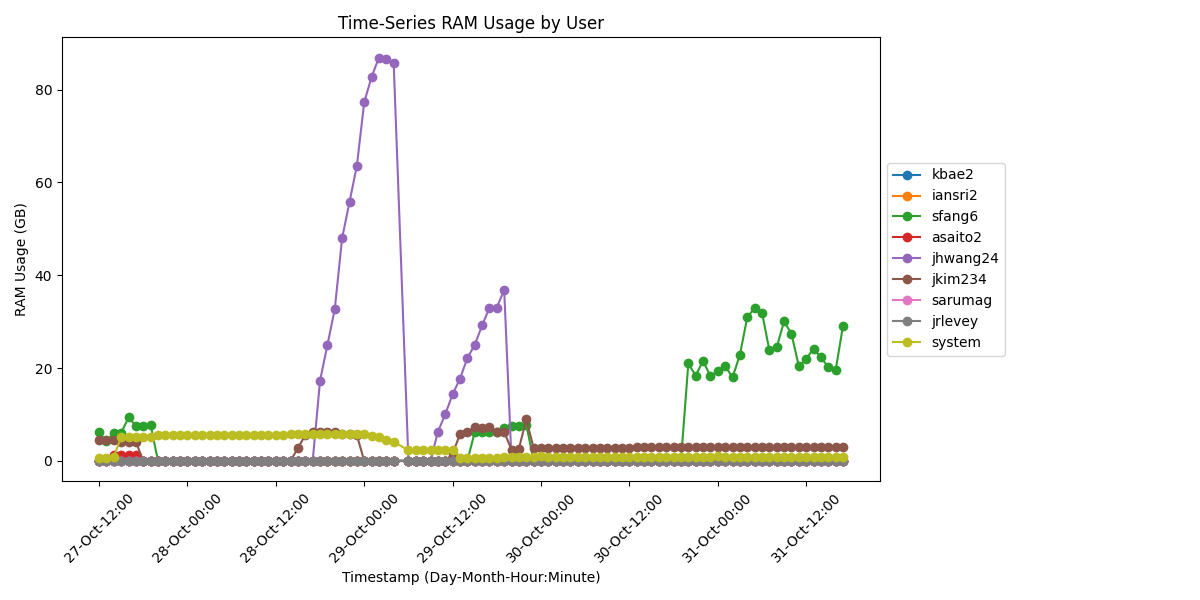 Time-Series RAM Usage by User
RAM Usage (GB)
80
60
40
20
0
27-Oct-12:00
28-Oct-00:00
28-Oct-12:00
29-Oct-00:00
29-Oct-12:00
30-Oct-00:00
30-Oct-12:00
31-Oct-00:00
31-Oct-12:00
Timestamp (Day-Month-Hour:Minute)
kbae2
iansri2
sfang6
asaito2
jhwang24
jkim234
sarumag
jrlevey
system